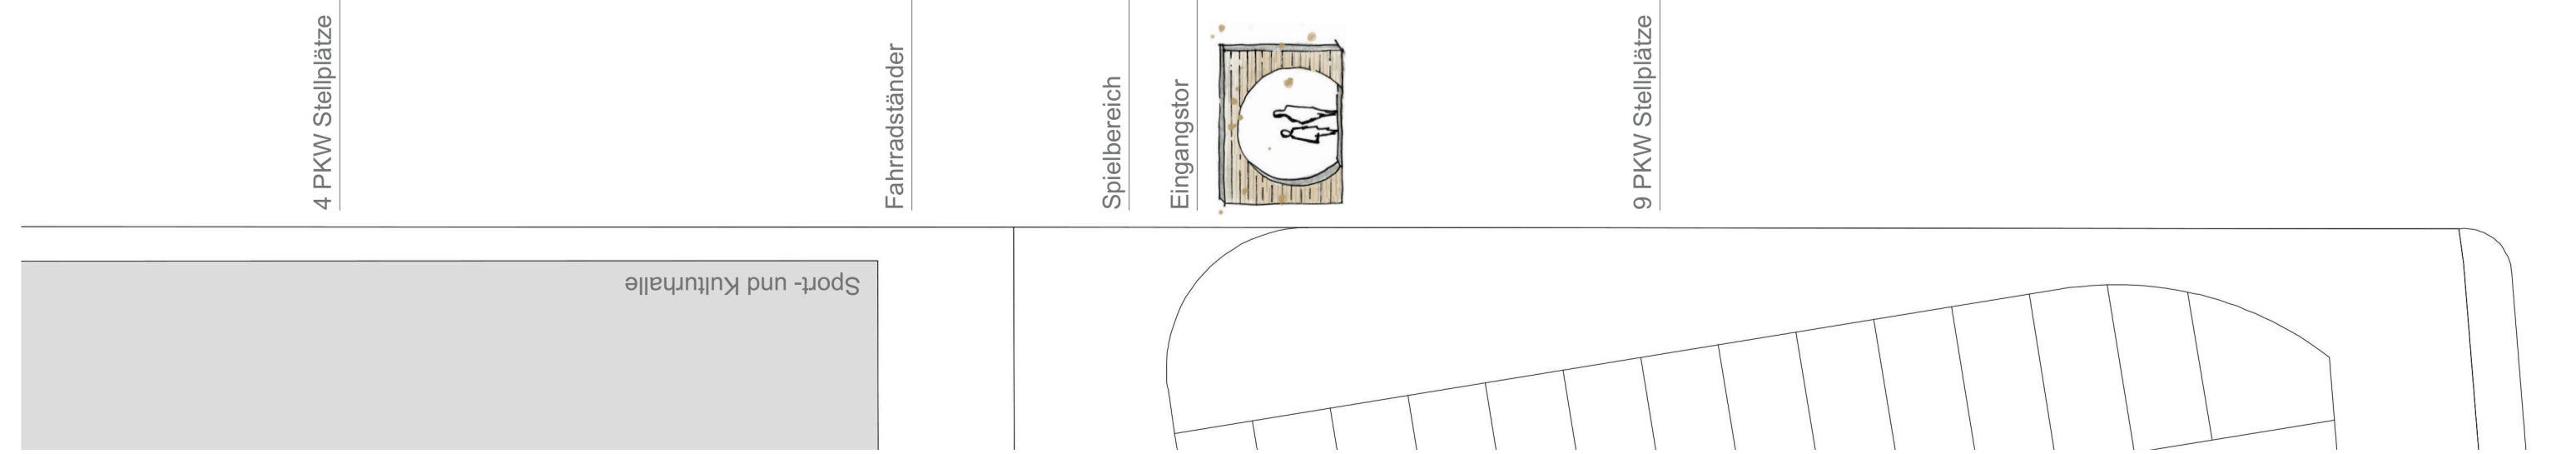 4 PKW Stellplätze
Fahrradständer
Spielbereich
Eingangstor
9 PKW Stellplätze
Sport- und Kulturhalle